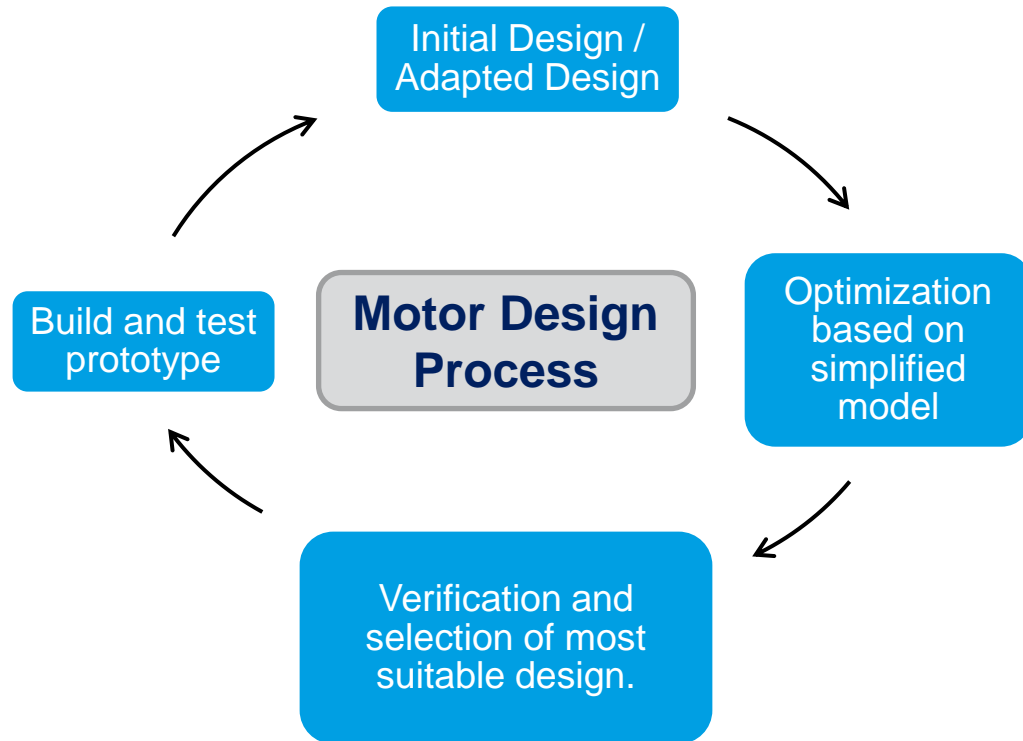 Initial Design /
Adapted Design
Optimization
based on
simplified
model
Motor Design
Process
Build and test
prototype
Verification and
selection of most
suitable design.